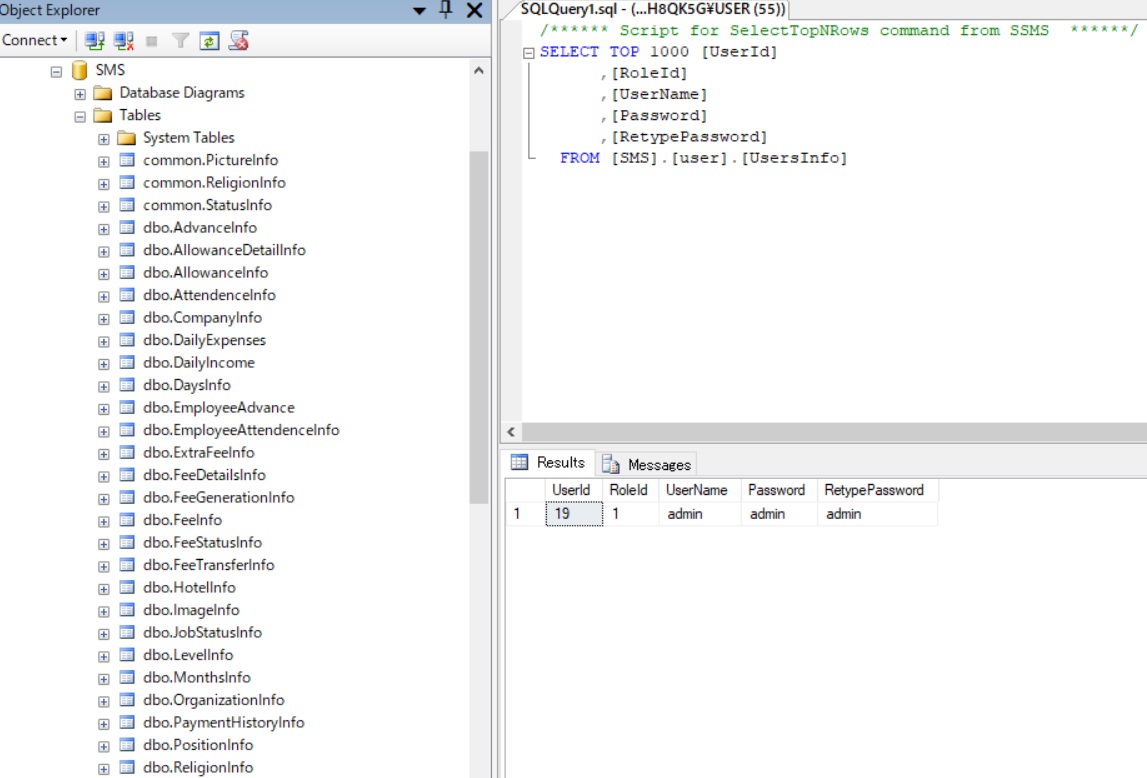 Object Explorer
Connect
SMS
Database Diagrams
Tables
System Tables
common.PictureInfo
common.ReligionInfo
common.StatusInfo
dbo.AdvanceInfo
dbo.AllowanceDetailInfo
dbo.AllowanceInfo
dbo.AttendenceInfo
dbo.CompanyInfo
dbo.DailyExpenses
dbo.DailyIncome
dbo.DaysInfo
dbo.EmployeeAdvance
dbo.EmployeeAttendenceInfo
dbo.ExtraFeeInfo
dbo.FeeDetailsInfo
dbo.FeeGenerationInfo
dbo.FeeInfo
dbo.FeeStatusInfo
dbo.FeeTransferInfo
dbo.HotelInfo
dbo.ImageInfo
dbo.JobStatusInfo
dbo.LevelInfo
dbo.MonthsInfo
dbo.OrganizationInfo
dbo.PaymentHistoryInfo
dbo.PositionInfo
dbo.ReligionInfo
SQLQuery1.sql - (...H8QK5G¥USER (55))
/****** Script for SelectTopNRows command from SSMS ******/
SELECT TOP 1000 [UserId]
,[RoleId]
,[UserName]
,[Password]
,[RetypePassword]
FROM [SMS].[user].[UsersInfo]
Results Messages
UserId RoleId UserName Password RetypePassword
1 19 1 admin admin admin